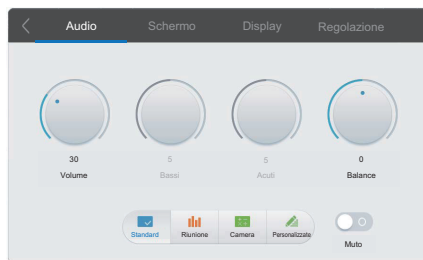 Audio Schermo Display Regolazione
30 5 5 0
Volume Bassi Acuti Balance
Standard Riunione Camera Personalizzate
Muto